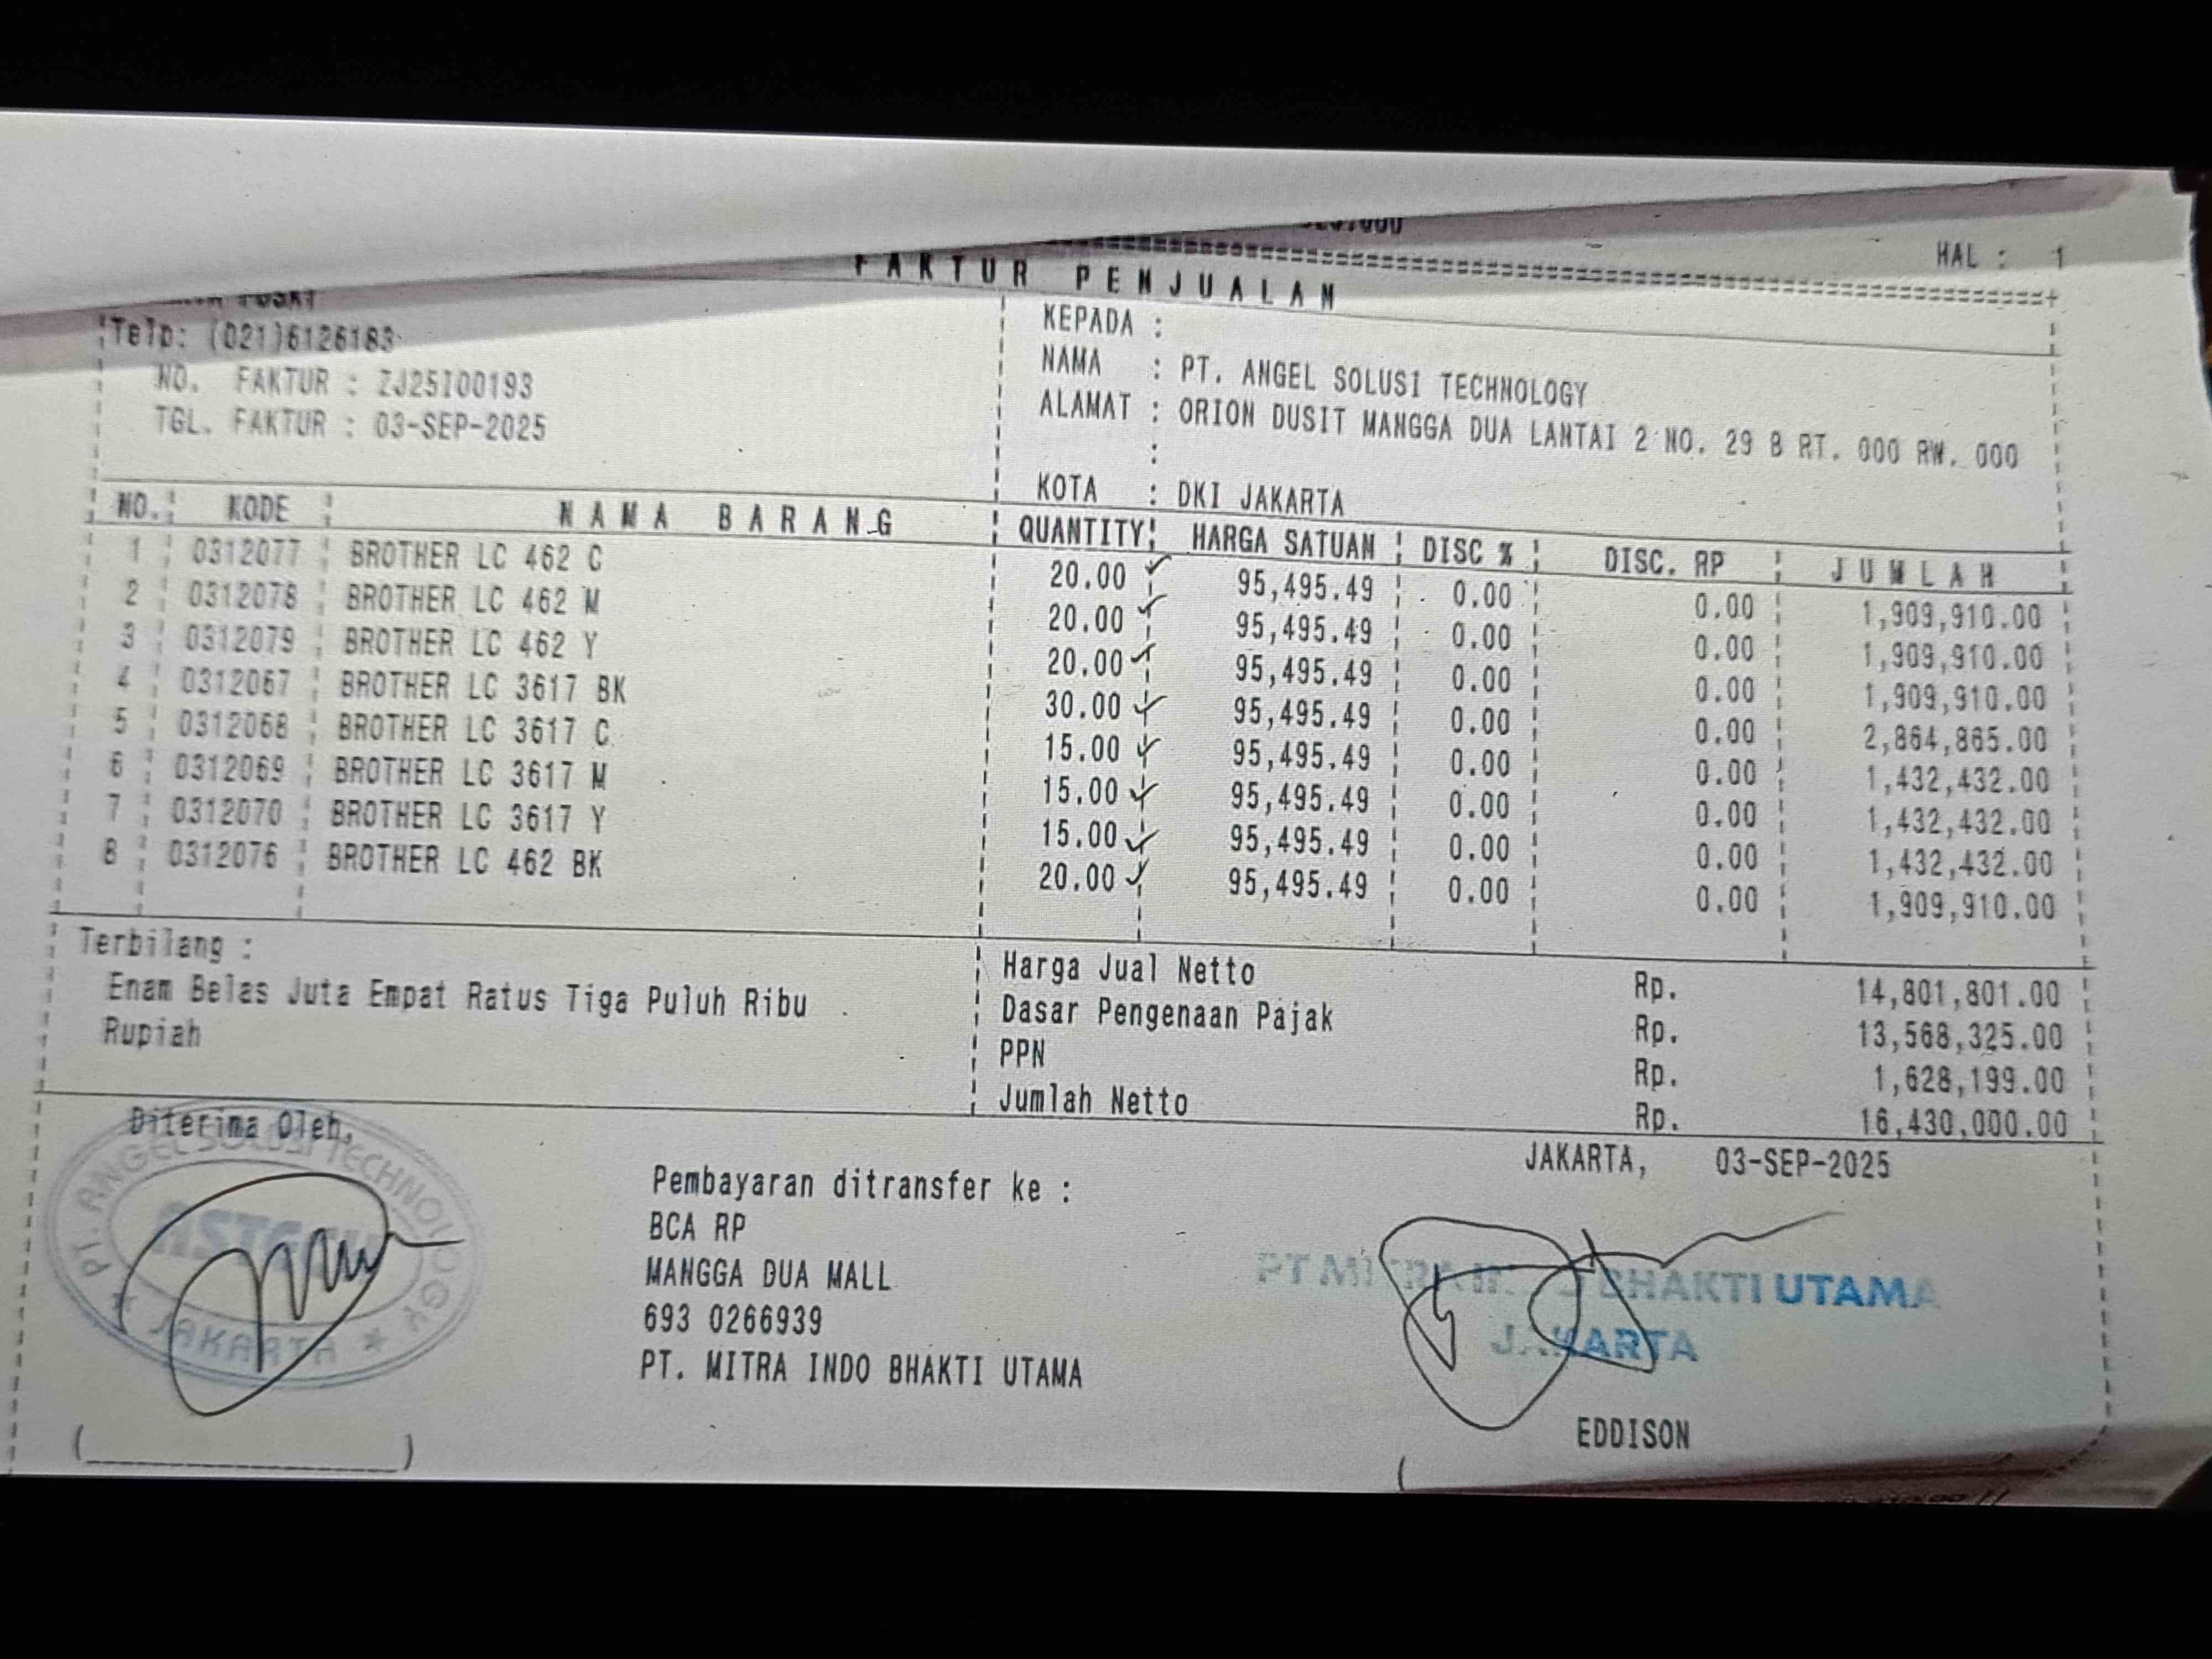 HAL : 1
FAKTUR PENJUALAN
Telp: (021)6126183
NO. FAKTUR : ZJ25I00193
TGL. FAKTUR : 03-SEP-2025
KEPADA :
NAMA : PT. ANGEL SOLUSI TECHNOLOGY
ALAMAT : ORION DUSIT MANGGA DUA LANTAI 2 NO. 29 B RT. 000 RW. 000
:
KOTA : DKI JAKARTA
NO. KODE NAMA BARANG QUANTITY HARGA SATUAN DISC % DISC. RP JUMLAH
1 0312077 BROTHER LC 462 C 20.00 95,495.49 0.00 0.00 1,909,910.00
2 0312078 BROTHER LC 462 M 20.00 95,495.49 0.00 0.00 1,909,910.00
3 0312079 BROTHER LC 462 Y 20.00 95,495.49 0.00 0.00 1,909,910.00
4 0312067 BROTHER LC 3617 BK 30.00 95,495.49 0.00 0.00 2,864,865.00
5 0312068 BROTHER LC 3617 C 15.00 95,495.49 0.00 0.00 1,432,432.00
6 0312069 BROTHER LC 3617 M 15.00 95,495.49 0.00 0.00 1,432,432.00
7 0312070 BROTHER LC 3617 Y 15.00 95,495.49 0.00 0.00 1,432,432.00
8 0312076 BROTHER LC 462 BK 20.00 95,495.49 0.00 0.00 1,909,910.00
Terbilang :
Enam Belas Juta Empat Ratus Tiga Puluh Ribu
Rupiah
Harga Jual Netto Rp. 14,801,801.00
Dasar Pengenaan Pajak Rp. 13,568,325.00
PPN Rp. 1,628,199.00
Jumlah Netto Rp. 16,430,000.00
Diterima Oleh,
PT. ANGEL SOLUSI TECHNOLOGY
JAKARTA
Pembayaran ditransfer ke :
BCA RP
MANGGA DUA MALL
693 0266939
PT. MITRA INDO BHAKTI UTAMA
JAKARTA, 03-SEP-2025
PT MITRA BHAKTI UTAMA
JAKARTA
EDDISON